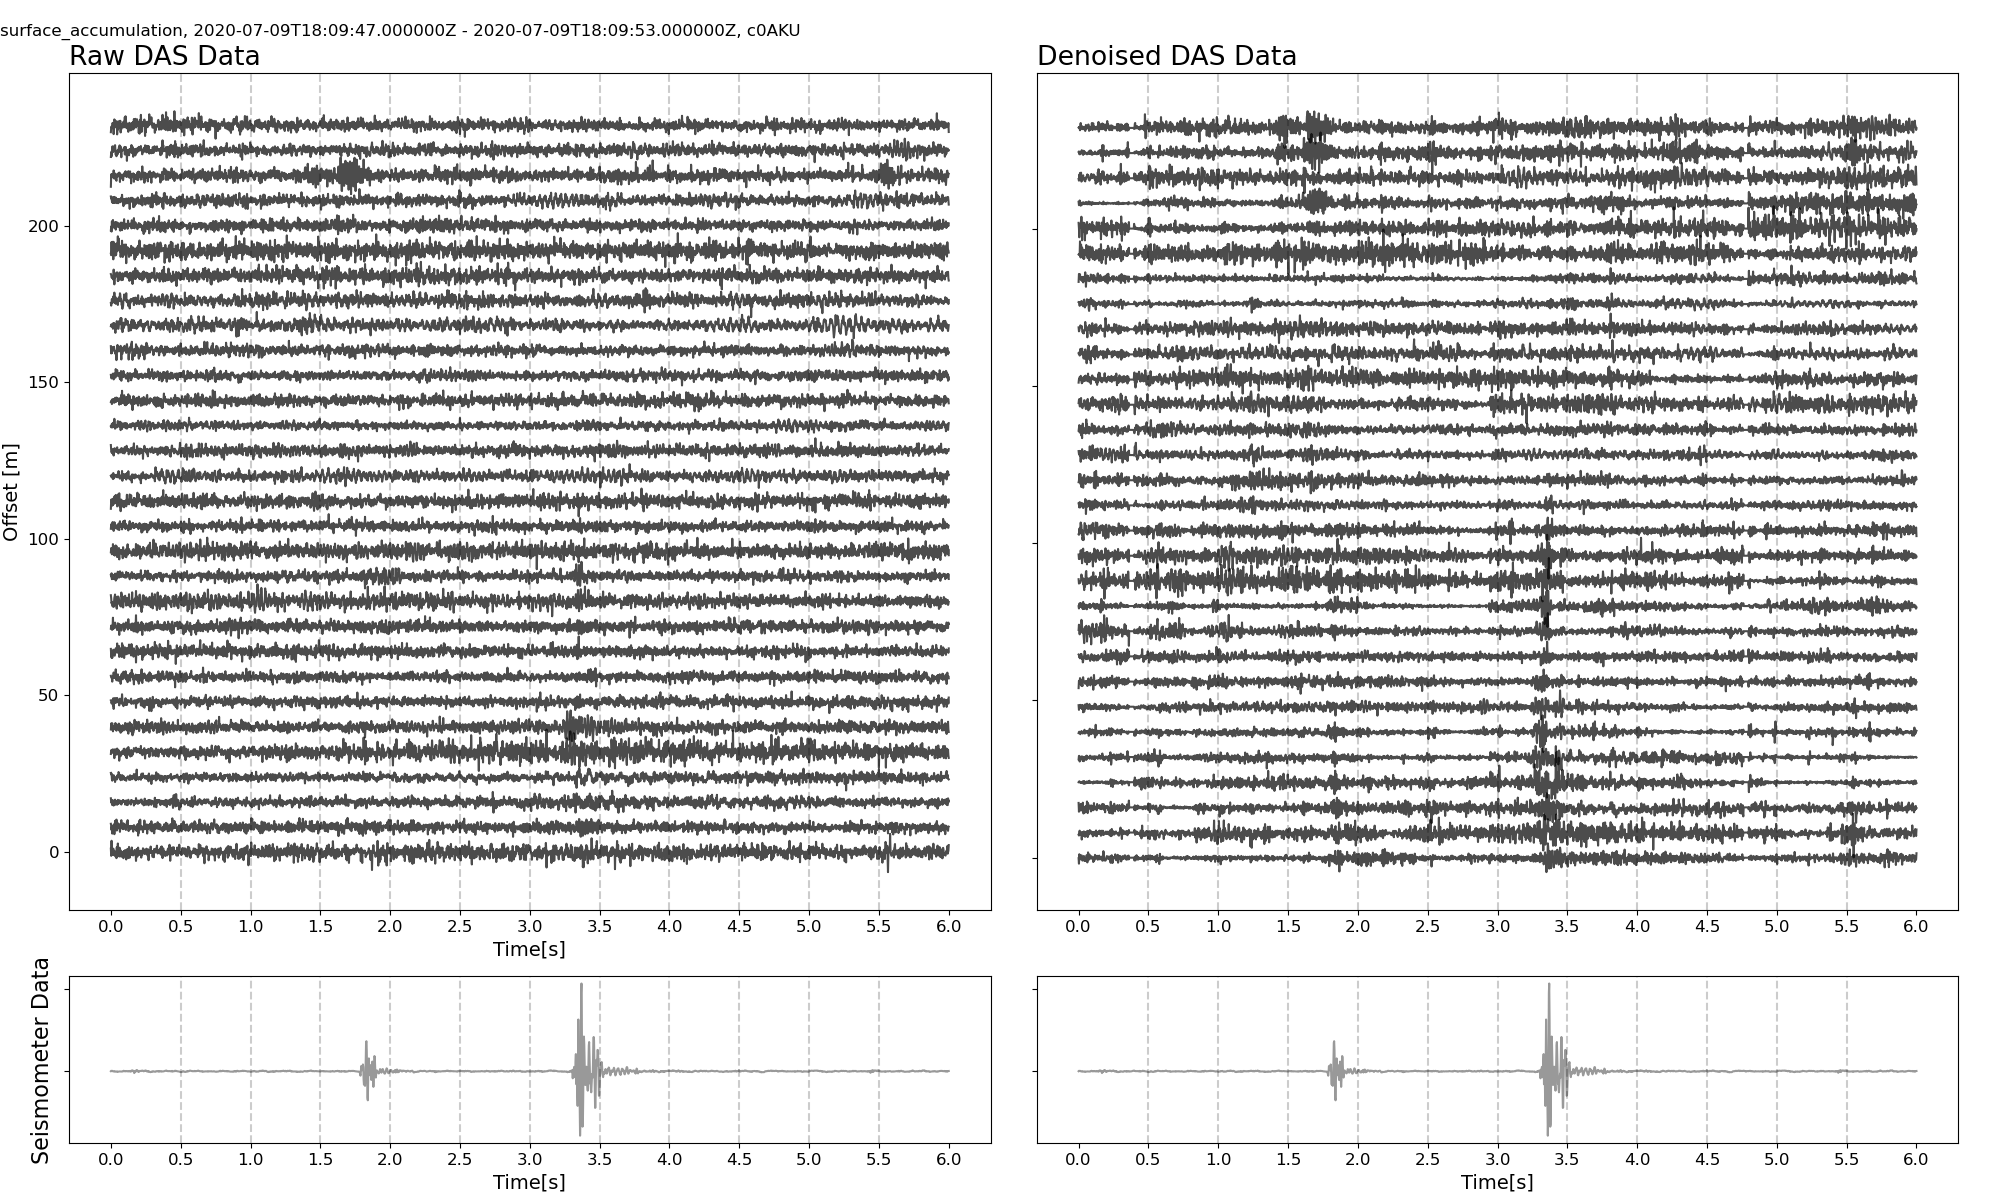 surface_accumulation, 2020-07-09T18:09:47.000000Z - 2020-07-09T18:09:53.000000Z, c0AKU
Raw DAS Data
Denoised DAS Data
Offset [m]
200
150
100
50
0
0.0 0.5 1.0 1.5 2.0 2.5 3.0 3.5 4.0 4.5 5.0 5.5 6.0
Time[s]
0.0 0.5 1.0 1.5 2.0 2.5 3.0 3.5 4.0 4.5 5.0 5.5 6.0
Seismometer Data
0.0 0.5 1.0 1.5 2.0 2.5 3.0 3.5 4.0 4.5 5.0 5.5 6.0
Time[s]
0.0 0.5 1.0 1.5 2.0 2.5 3.0 3.5 4.0 4.5 5.0 5.5 6.0
Time[s]